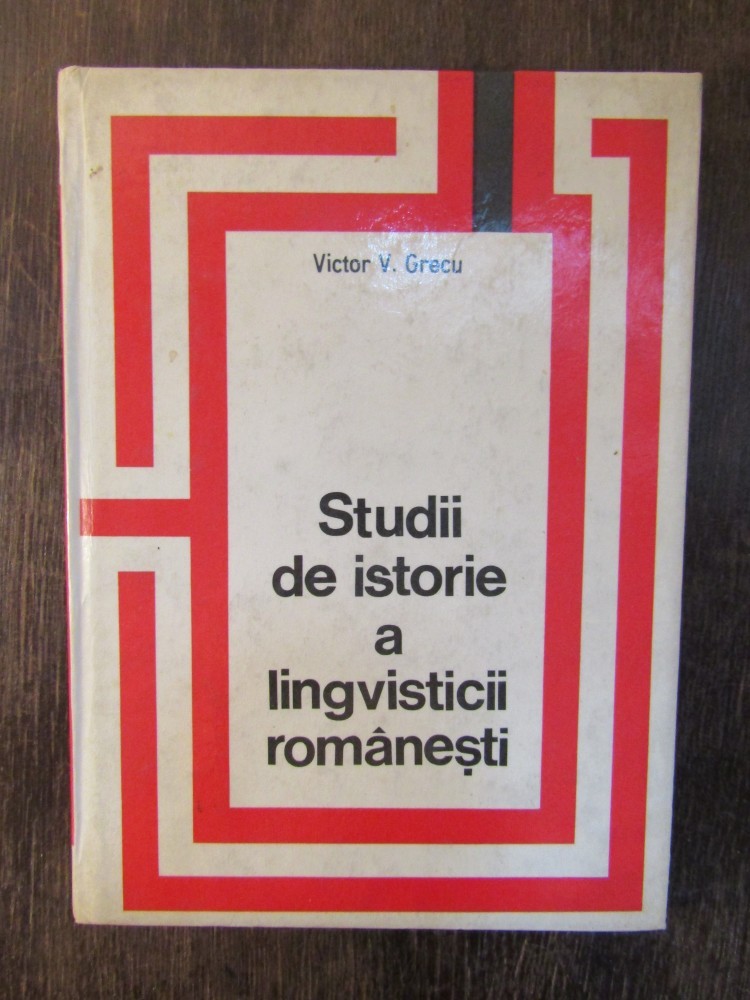 Victor V. Grecu
Studii
de istorie
a
lingvisticii
românești